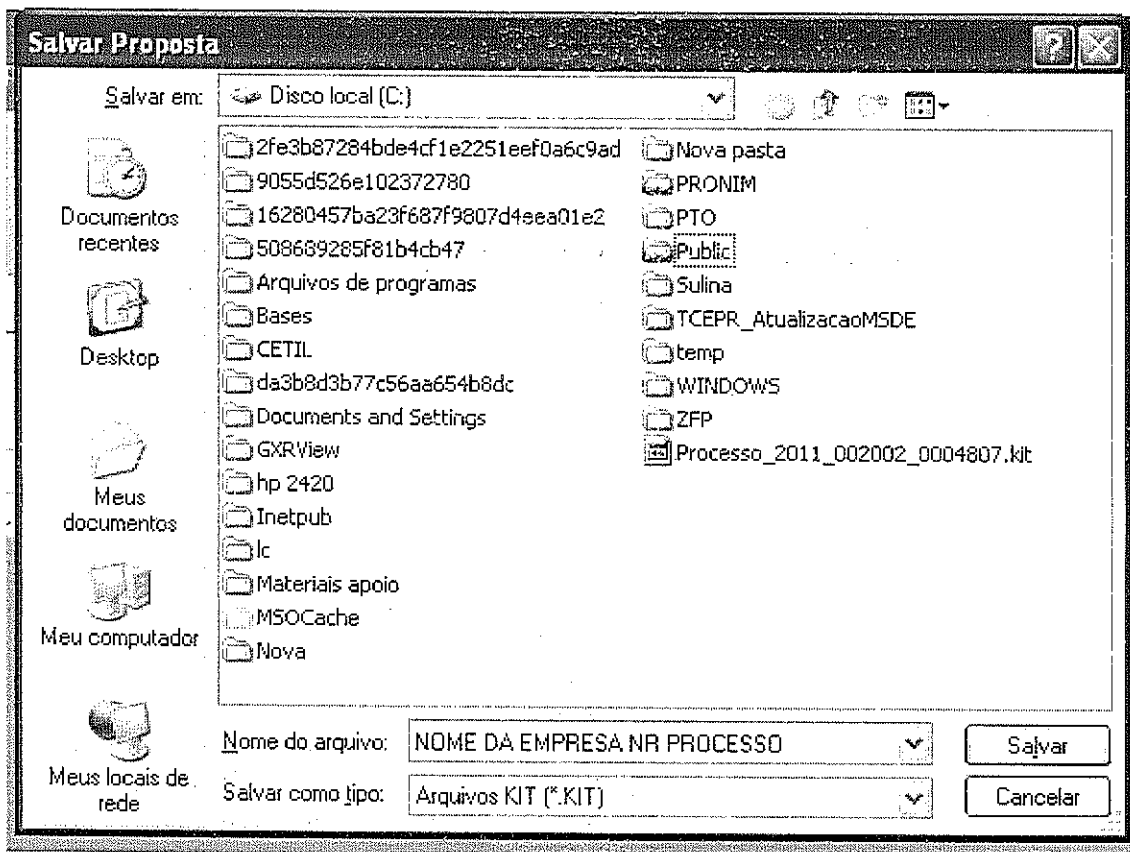 Salvar Proposta
Salvar em:
Disco local (C:)
Documentos
recentes
Desktop
Meus
documentos
Meu computador
Meus locais de
rede
2fe3b87284bde4cf1e2251eef0a6c9ad
9055d526e102372780
16280457ba23f687f9807d4eea01e2
508689285f81b4cb47
Arquivos de programas
Bases
CETIL
da3b8d3b77c56aa654b8dc
Documents and Settings
GXRView
hp 2420
Inetpub
lc
Materiais apoio
MSOCache
Nova
Nova pasta
PRONIM
PTO
Public
Sulina
TCEPR_AtualizacaoMSDE
temp
WINDOWS
ZFP
Processo_2011_002002_0004807.kit
Nome do arquivo:
NOME DA EMPRESA NR PROCESSO
Salvar
Salvar como tipo:
Arquivos KIT (*.KIT)
Cancelar